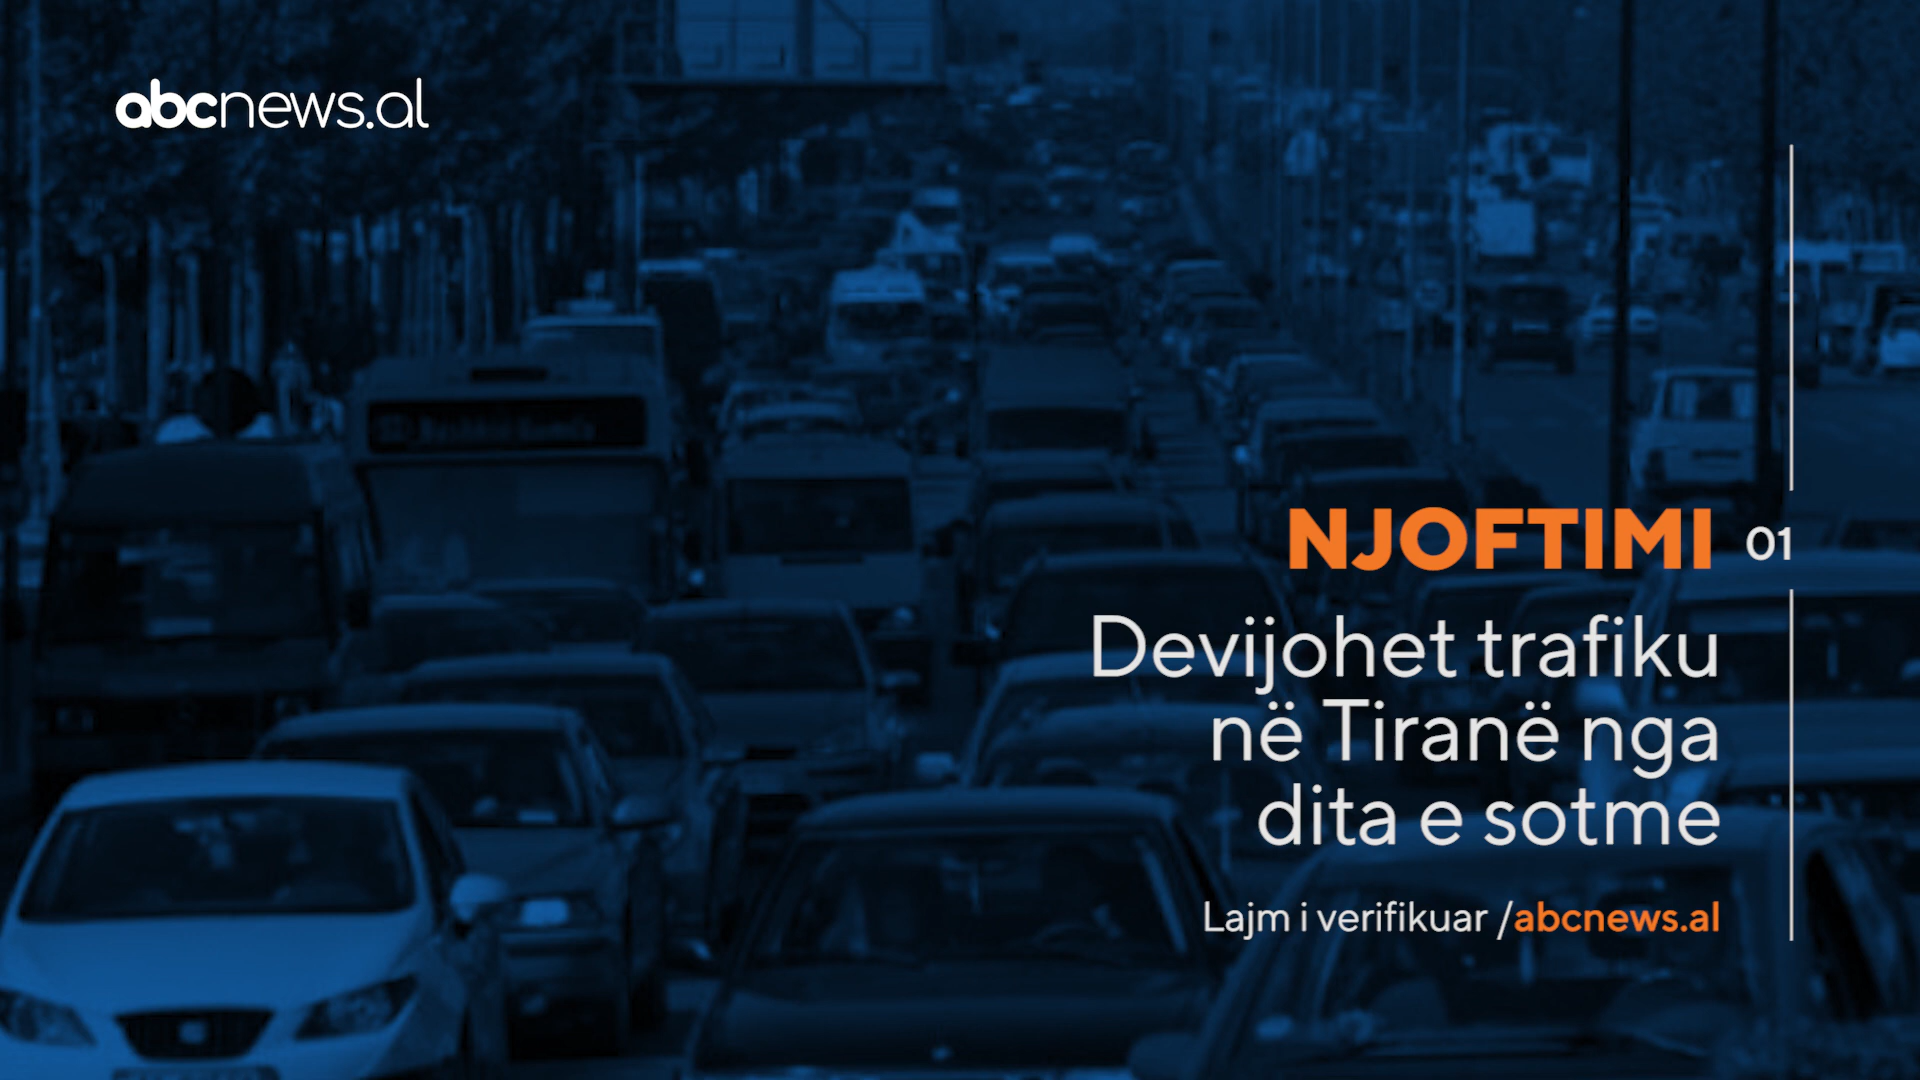 abcnews.al
NJOFTIMI 01
Devijohet trafiku
në Tiranë nga
dita e sotme
Lajm i verifikuar /abcnews.al